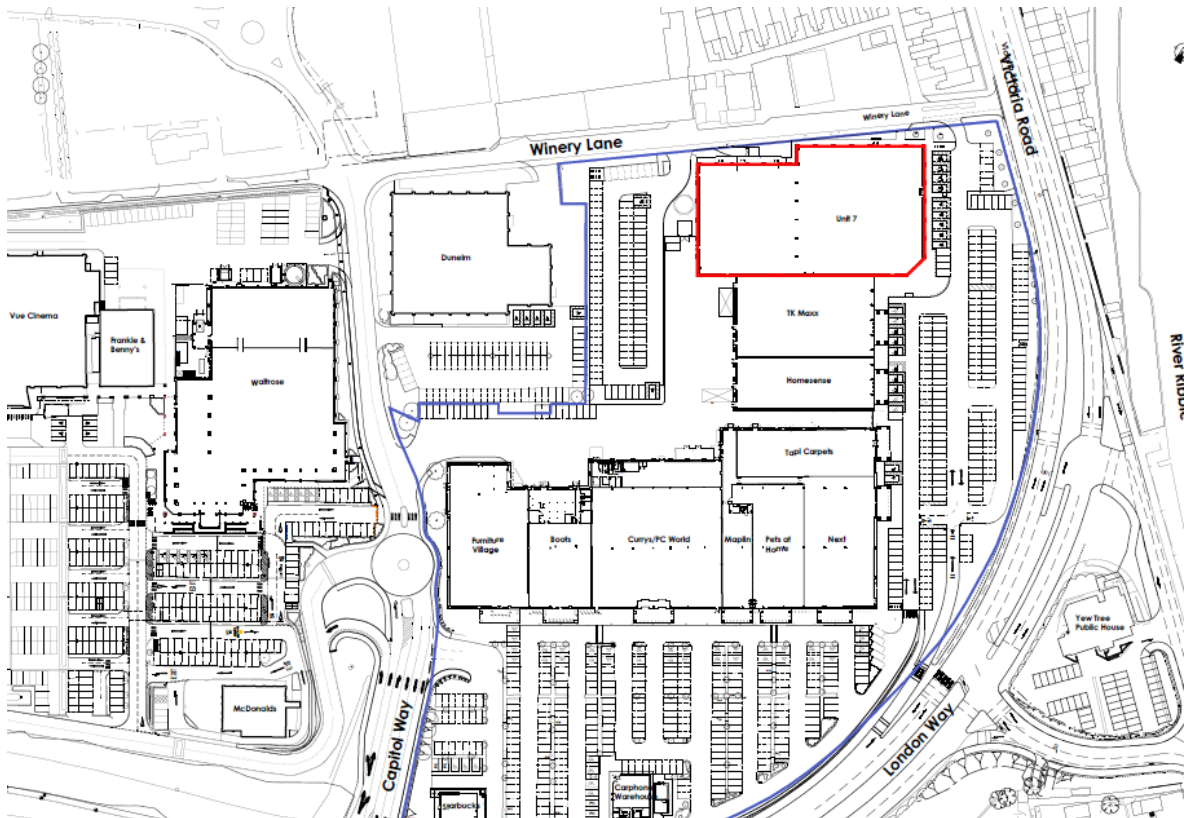 Victoria Road
Winery Lane
Winery Lane
Unit 7
Dunelm
TK Maxx
Vue Cinema
Frankie &
Benny's
River Ribble
Waitrose
Homesense
Tapi Carpets
Furniture
Village
Boots
Currys/PC World
Maplin
Pets at
Home
Next
Yew Tree
Public House
McDonalds
Capitol Way
London Way
Carphone
Warehouse
Starbucks